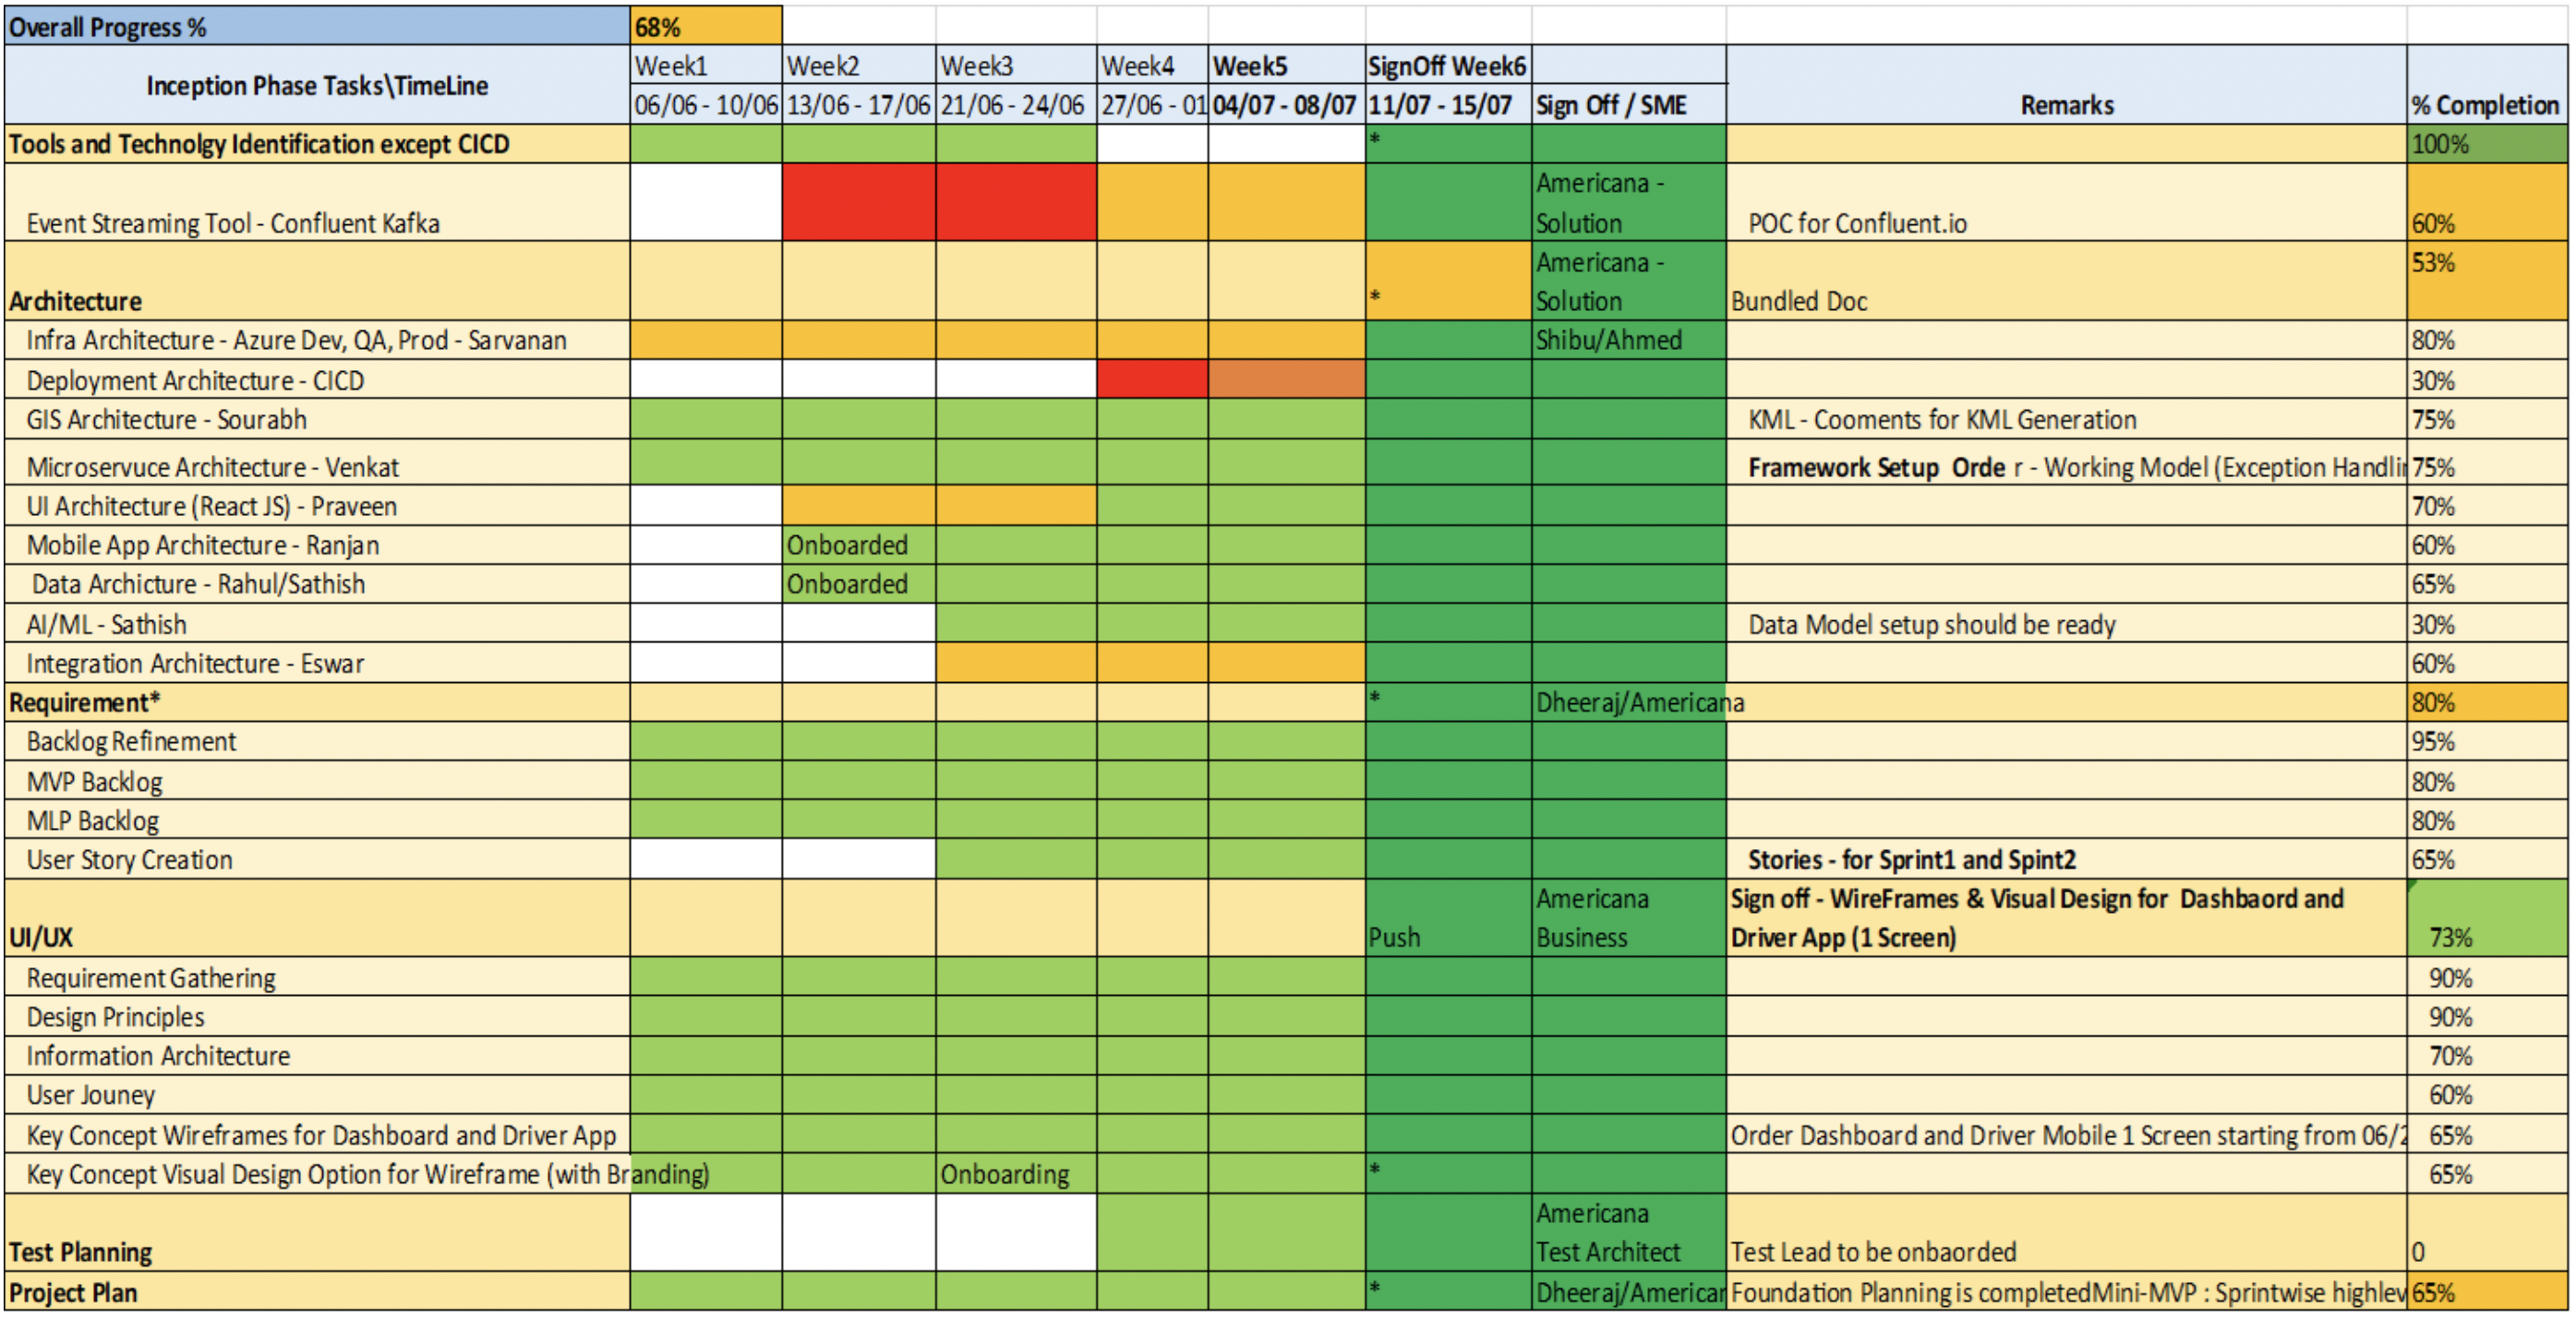 Overall Progress % 68%
Week1 Week2 Week3 Week4 Week5 SignOff Week6
Inception Phase Tasks\TimeLine
06/06 - 10/06 13/06 - 17/06 21/06 - 24/06 27/06 - 01 04/07 - 08/07 11/07 - 15/07 Sign Off / SME Remarks % Completion
Tools and Technolgy Identification except CICD * 100%
Americana -
Event Streaming Tool - Confluent Kafka Solution POC for Confluent.io 60%
Americana - 53%
Architecture * Solution Bundled Doc
Infra Architecture - Azure Dev, QA, Prod - Sarvanan Shibu/Ahmed 80%
Deployment Architecture - CICD 30%
GIS Architecture - Sourabh KML - Cooments for KML Generation 75%
Microservuce Architecture - Venkat Framework Setup Orde r - Working Model (Exception Handlin 75%
UI Architecture (React JS) - Praveen 70%
Mobile App Architecture - Ranjan Onboarded 60%
Data Archicture - Rahul/Sathish Onboarded 65%
AI/ML - Sathish Data Model setup should be ready 30%
Integration Architecture - Eswar 60%
Requirement* * Dheeraj/Americana 80%
Backlog Refinement 95%
MVP Backlog 80%
MLP Backlog 80%
User Story Creation Stories - for Sprint1 and Spint2 65%
Americana Sign off - WireFrames & Visual Design for Dashbaord and
UI/UX Push Business Driver App (1 Screen) 73%
Requirement Gathering 90%
Design Principles 90%
Information Architecture 70%
User Jouney 60%
Key Concept Wireframes for Dashboard and Driver App Order Dashboard and Driver Mobile 1 Screen starting from 06/2 65%
Key Concept Visual Design Option for Wireframe (with Branding) Onboarding * 65%
Americana
Test Planning Test Architect Test Lead to be onbaorded 0
Project Plan * Dheeraj/American Foundation Planning is completedMini-MVP : Sprintwise highlev 65%